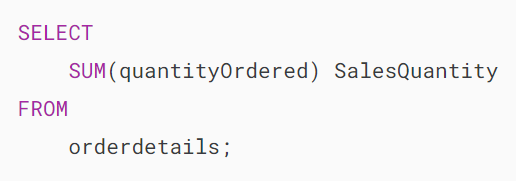 SELECT
    SUM(quantityOrdered) SalesQuantity
FROM
    orderdetails;